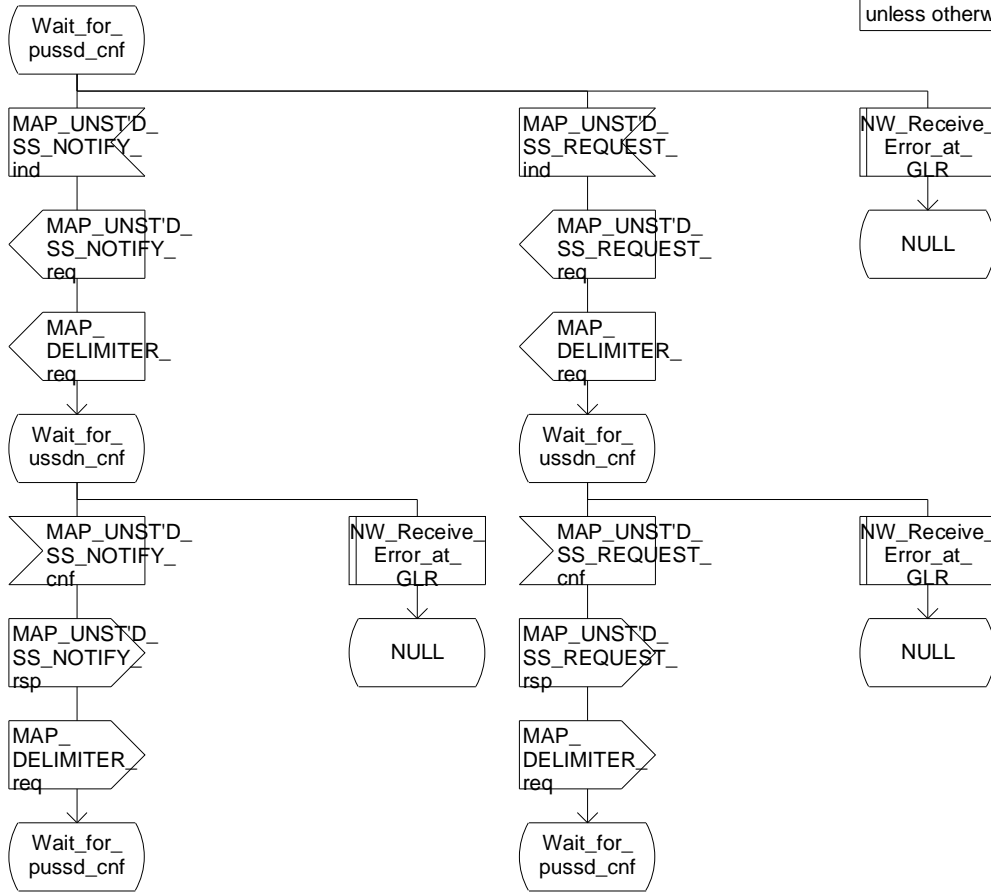 unless otherw
Wait_for_
pussd_cnf
MAP_UNST'D_
SS_NOTIFY_
ind
MAP_UNST'D_
SS_REQUEST_
ind
NW_Receive_
Error_at_
GLR
MAP_UNST'D_
SS_NOTIFY_
req
MAP_UNST'D_
SS_REQUEST_
req
NULL
MAP_
DELIMITER_
req
MAP_
DELIMITER_
req
Wait_for_
ussdn_cnf
Wait_for_
ussdn_cnf
MAP_UNST'D_
SS_NOTIFY_
cnf
NW_Receive_
Error_at_
GLR
MAP_UNST'D_
SS_REQUEST_
cnf
NW_Receive_
Error_at_
GLR
MAP_UNST'D_
SS_NOTIFY_
rsp
NULL
MAP_UNST'D_
SS_REQUEST_
rsp
NULL
MAP_
DELIMITER_
req
MAP_
DELIMITER_
req
Wait_for_
pussd_cnf
Wait_for_
pussd_cnf